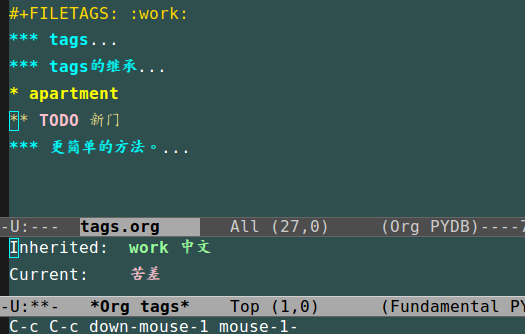 #+FILETAGS: :work:
*** tags...
*** tags的继承...
* apartment
** TODO 新门
*** 更简单的方法。...
-U:--- tags.org All (27,0) (Org PYDB)----7
Inherited: work 中文
Current: 苦差
-U:**- *Org tags* Top (1,0) (Fundamental PY
C-c C-c down-mouse-1 mouse-1-